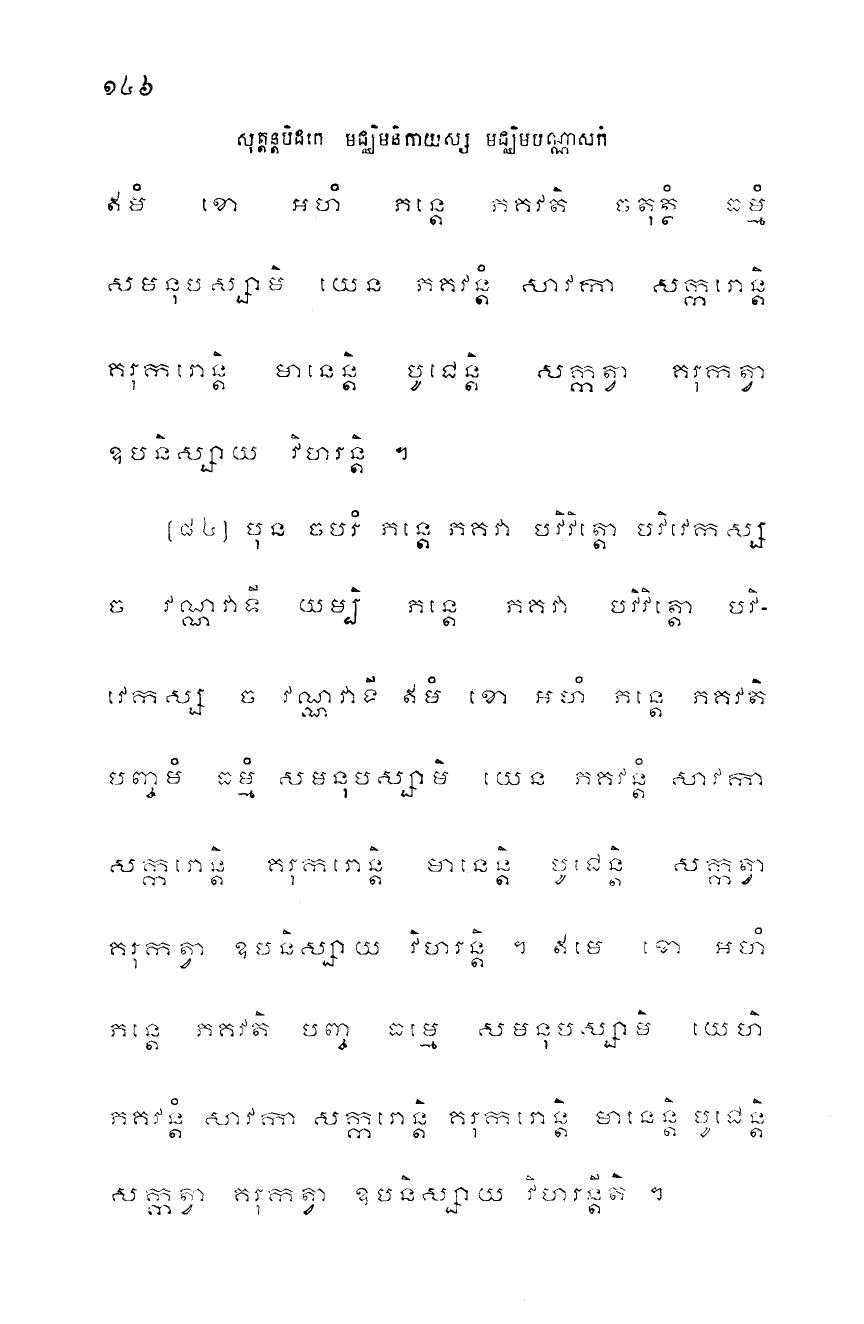 ១៤៦
សុត្តន្តបិដកេ មជ្ឈិមនិកាយស្ស មជ្ឈិមបណ្ណាសកំ
ឥមំ ខោ អហំ ភន្តេ ភគវតិ ចតុត្ថំ ធម្មំ
សមនុបស្សាមិ យេន ភគវន្តំ សាវកា សក្ករោន្តិ
គរុករោន្តិ មានេន្តិ បូជេន្តិ សក្កត្វា គរុកត្វា
ឧបនិស្សាយ វិហរន្តិ ។
[៨៤] បុន ចបរំ ភន្តេ ភគវា បវិវិត្តោ បវិវេកស្ស
ច វណ្ណវាទី យម្បិ ភន្តេ ភគវា បវិវិត្តោ បវិ-
វេកស្ស ច វណ្ណវាទី ឥមំ ខោ អហំ ភន្តេ ភគវតិ
បញ្ចមំ ធម្មំ សមនុបស្សាមិ យេន ភគវន្តំ សាវកា
សក្ករោន្តិ គរុករោន្តិ មានេន្តិ បូជេន្តិ សក្កត្វា
គរុកត្វា ឧបនិស្សាយ វិហរន្តិ ។ ឥមេ ខោ អហំ
ភន្តេ ភគវតិ បញ្ច ធម្មេ សមនុបស្សាមិ យេហិ
ភគវន្តំ សាវកា សក្ករោន្តិ គរុករោន្តិ មានេន្តិ បូជេន្តិ
សក្កត្វា គរុកត្វា ឧបនិស្សាយ វិហរន្តីតិ ។